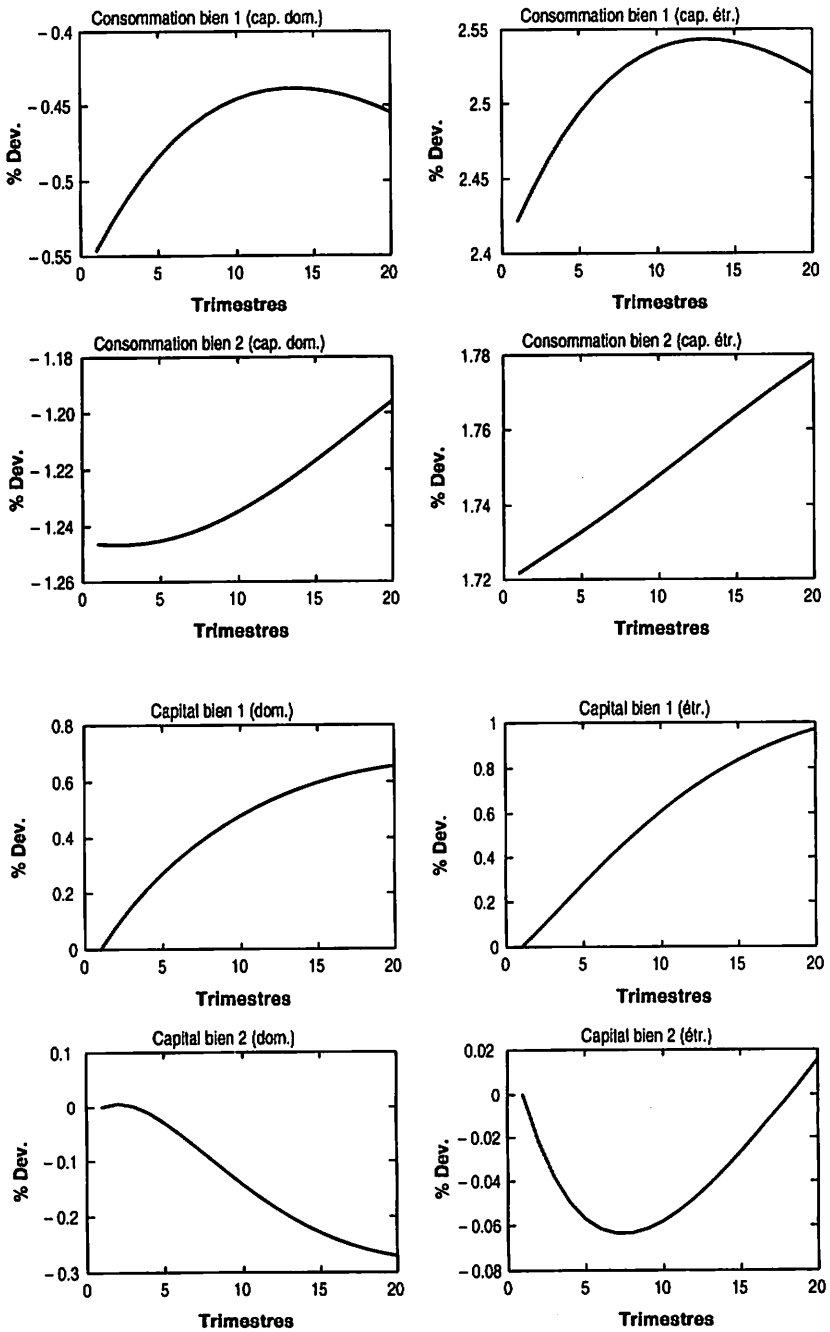 Consommation bien 1 (cap. dom.)
% Dev.
– 0.4
– 0.45
– 0.5
– 0.55
0 5 10 15 20
Trimestres
Consommation bien 1 (cap. étr.)
% Dev.
2.55
2.5
2.45
2.4
0 5 10 15 20
Trimestres
Consommation bien 2 (cap. dom.)
% Dev.
– 1.18
– 1.20
– 1.22
– 1.24
– 1.26
0 5 10 15 20
Trimestres
Consommation bien 2 (cap. étr.)
% Dev.
1.78
1.76
1.74
1.72
0 5 10 15 20
Trimestres
Capital bien 1 (dom.)
% Dev.
0.8
0.6
0.4
0.2
0
0 5 10 15 20
Trimestres
Capital bien 1 (étr.)
% Dev.
1
0.8
0.6
0.4
0.2
0
0 5 10 15 20
Trimestres
Capital bien 2 (dom.)
% Dev.
0.1
0
– 0.1
– 0.2
– 0.3
0 5 10 15 20
Trimestres
Capital bien 2 (étr.)
% Dev.
0.02
0
– 0.02
– 0.04
– 0.06
– 0.08
0 5 10 15 20
Trimestres